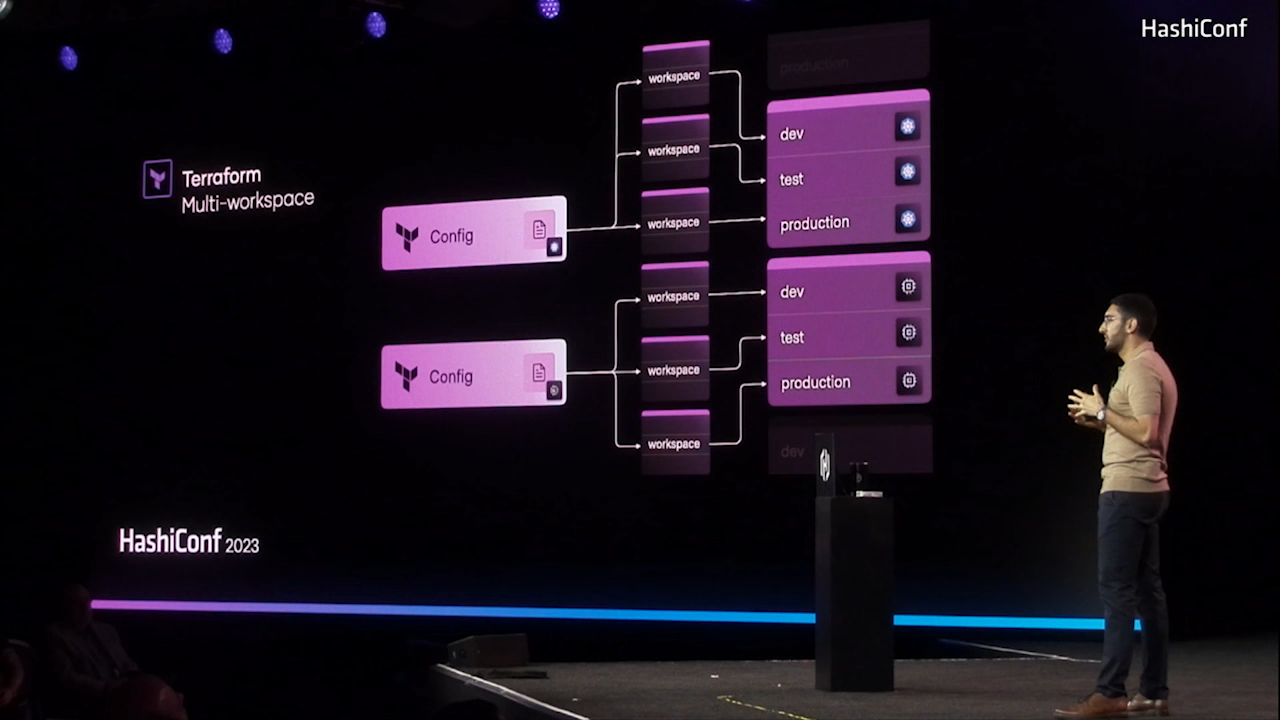 HashiConf
Terraform
Multi-workspace
Config
Config
workspace
workspace
workspace
workspace
workspace
workspace
production
dev
test
production
dev
test
production
dev
HashiConf 2023